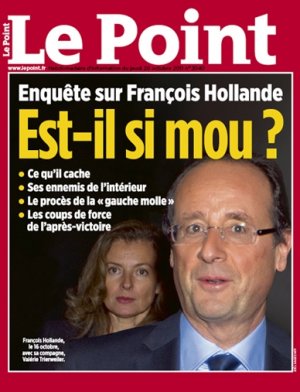 Le Point
Le Point
www.lepoint.fr
Enquête sur François Hollande
Est-il si mou ?
• Ce qu'il cache
• Ses ennemis de l'intérieur
• Le procès de la « gauche molle »
• Les coups de force
de l'après-victoire
François Hollande,
le 16 octobre,
avec sa compagne,
Valérie Trierweiler.